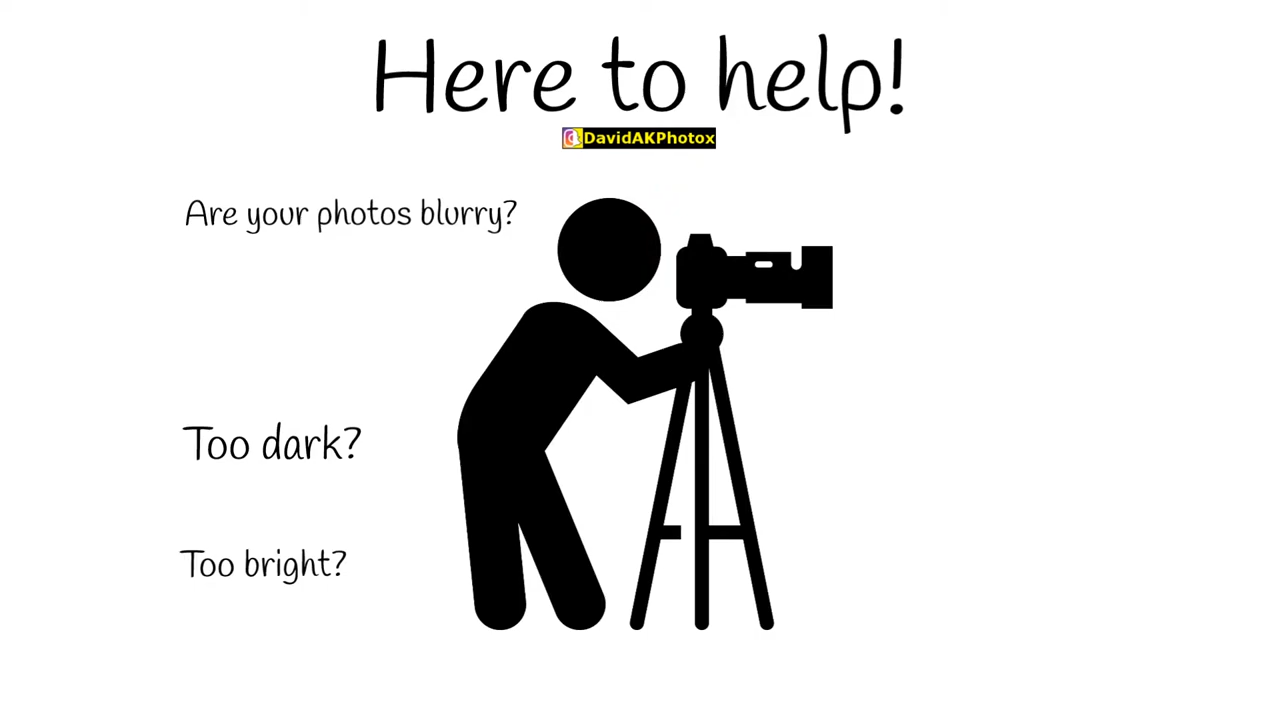 Here to help!
DavidAKPhotox
Are your photos blurry?
Too dark?
Too bright?